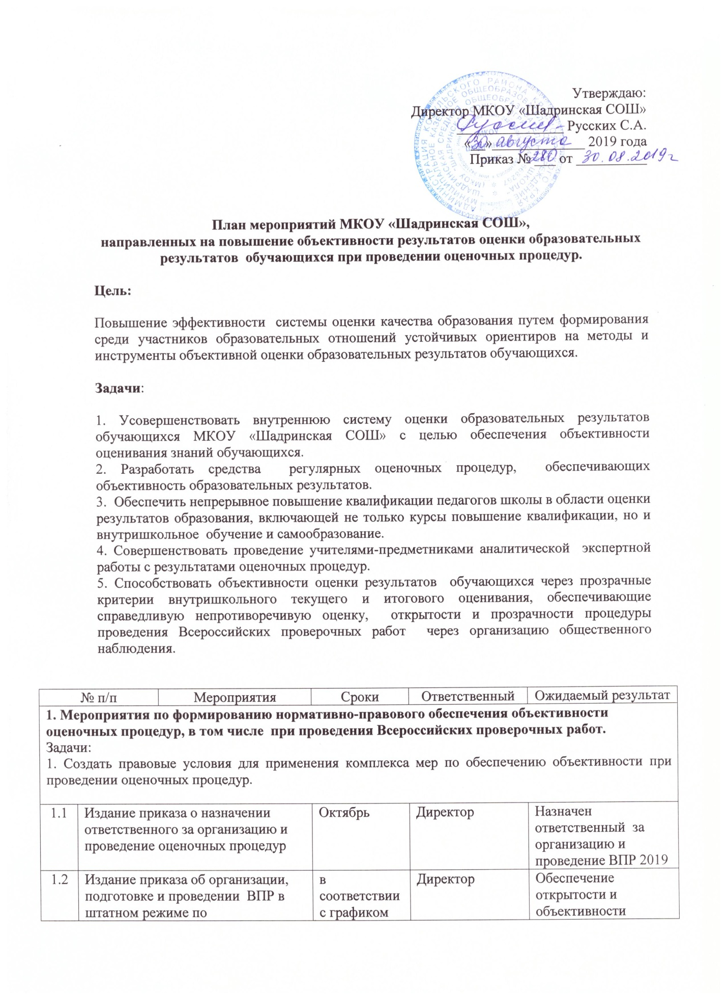 Утверждаю:
Директор МКОУ «Шадринская СОШ»
Русских С.А.
«30» августа 2019 года
Приказ № 280 от 30.08.2019г
План мероприятий МКОУ «Шадринская СОШ»,
направленных на повышение объективности результатов оценки образовательных
результатов обучающихся при проведении оценочных процедур.
Цель:
Повышение эффективности системы оценки качества образования путем формирования
среди участников образовательных отношений устойчивых ориентиров на методы и
инструменты объективной оценки образовательных результатов обучающихся.
Задачи:
1. Усовершенствовать внутреннюю систему оценки образовательных результатов
обучающихся МКОУ «Шадринская СОШ» с целью обеспечения объективности
оценивания знаний обучающихся.
2. Разработать средства регулярных оценочных процедур, обеспечивающих
объективность образовательных результатов.
3. Обеспечить непрерывное повышение квалификации педагогов школы в области оценки
результатов образования, включающей не только курсы повышение квалификации, но и
внутришкольное обучение и самообразование.
4. Совершенствовать проведение учителями-предметниками аналитической экспертной
работы с результатами оценочных процедур.
5. Способствовать объективности оценки результатов обучающихся через прозрачные
критерии внутришкольного текущего и итогового оценивания, обеспечивающие
справедливую непротиворечивую оценку, открытости и прозрачности процедуры
проведения Всероссийских проверочных работ через организацию общественного
наблюдения.
№ п/п Мероприятия Сроки Ответственный Ожидаемый результат
1. Мероприятия по формированию нормативно-правового обеспечения объективности
оценочных процедур, в том числе при проведения Всероссийских проверочных работ.
Задачи:
1. Создать правовые условия для применения комплекса мер по обеспечению объективности при
проведении оценочных процедур.
1.1 Издание приказа о назначении Октябрь Директор Назначен
ответственного за организацию и ответственный за
проведение оценочных процедур организацию и
проведение ВПР 2019
1.2 Издание приказа об организации, в Директор Обеспечение
подготовке и проведении ВПР в соответствии открытости и
штатном режиме по с графиком объективности